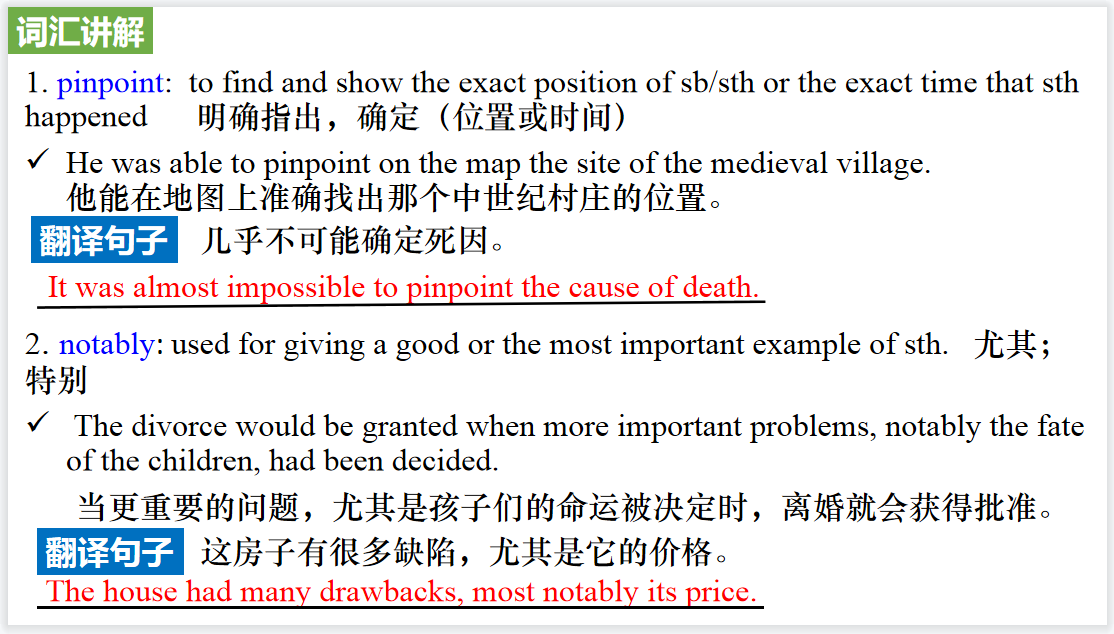 词汇讲解
1. pinpoint: to find and show the exact position of sb/sth or the exact time that sth
happened 明确指出，确定（位置或时间）
✓ He was able to pinpoint on the map the site of the medieval village.
他能在地图上准确找出那个中世纪村庄的位置。
翻译句子 几乎不可能确定死因。
It was almost impossible to pinpoint the cause of death.
2. notably: used for giving a good or the most important example of sth. 尤其；
特别
✓ The divorce would be granted when more important problems, notably the fate
of the children, had been decided.
当更重要的问题，尤其是孩子们的命运被决定时，离婚就会获得批准。
翻译句子 这房子有很多缺陷，尤其是它的价格。
The house had many drawbacks, most notably its price.